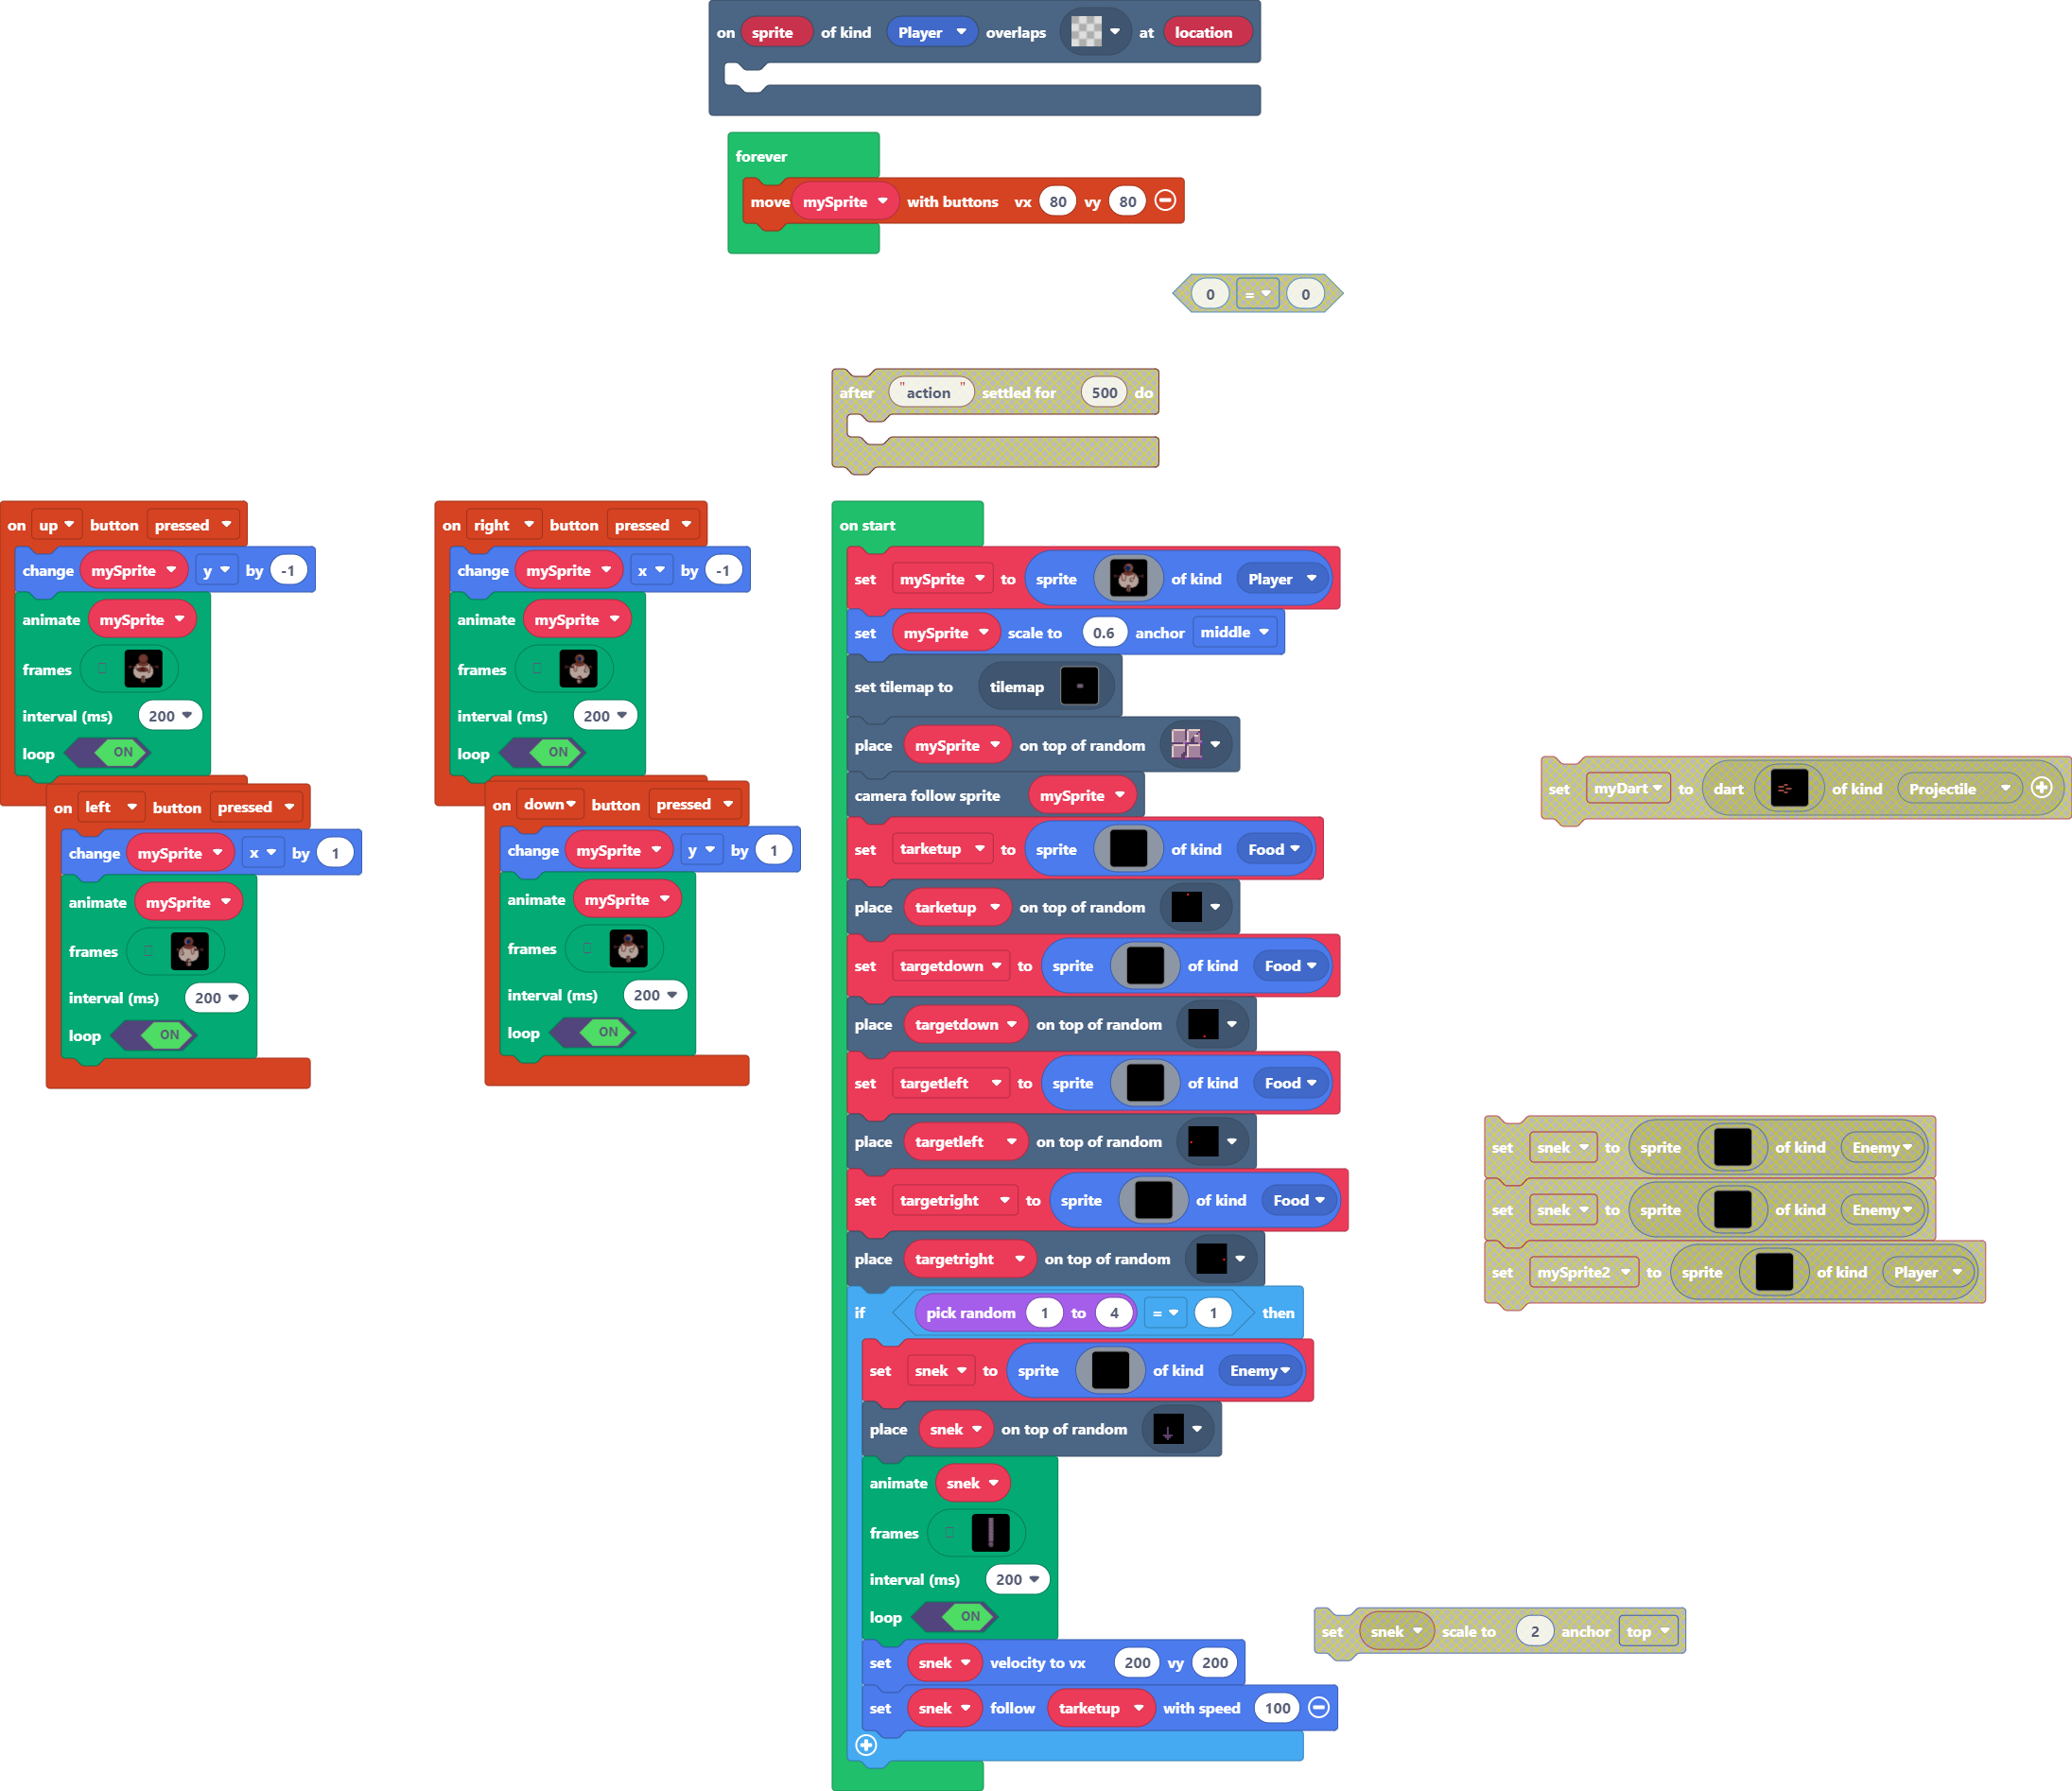 on sprite of kind Player overlaps at location
forever
move mySprite with buttons vx 80 vy 80
0 = 0
after "action" settled for 500 do
on up button pressed
change mySprite y by -1
animate mySprite
frames
interval (ms) 200
loop ON
on left button pressed
change mySprite x by 1
animate mySprite
frames
interval (ms) 200
loop ON
on right button pressed
change mySprite x by -1
animate mySprite
frames
interval (ms) 200
loop ON
on down button pressed
change mySprite y by 1
animate mySprite
frames
interval (ms) 200
loop ON
on start
set mySprite to sprite of kind Player
set mySprite scale to 0.6 anchor middle
set tilemap to tilemap
place mySprite on top of random
camera follow sprite mySprite
set tarketup to sprite of kind Food
place tarketup on top of random
set targetdown to sprite of kind Food
place targetdown on top of random
set targetleft to sprite of kind Food
place targetleft on top of random
set targetright to sprite of kind Food
place targetright on top of random
if pick random 1 to 4 = 1 then
set snek to sprite of kind Enemy
place snek on top of random
animate snek
frames
interval (ms) 200
loop ON
set snek velocity to vx 200 vy 200
set snek follow tarketup with speed 100
set myDart to dart of kind Projectile
set snek to sprite of kind Enemy
set snek to sprite of kind Enemy
set mySprite2 to sprite of kind Player
set snek scale to 2 anchor top